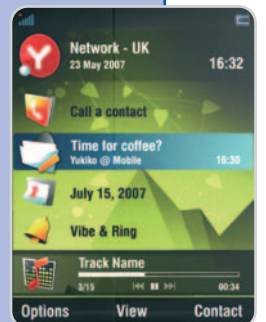 Network - UK
23 May 2007
16:32
Call a contact
Time for coffee?
Yukiko @ Mobile
16:30
July 15, 2007
Vibe & Ring
Track Name
3/15
00:34
Options View Contact